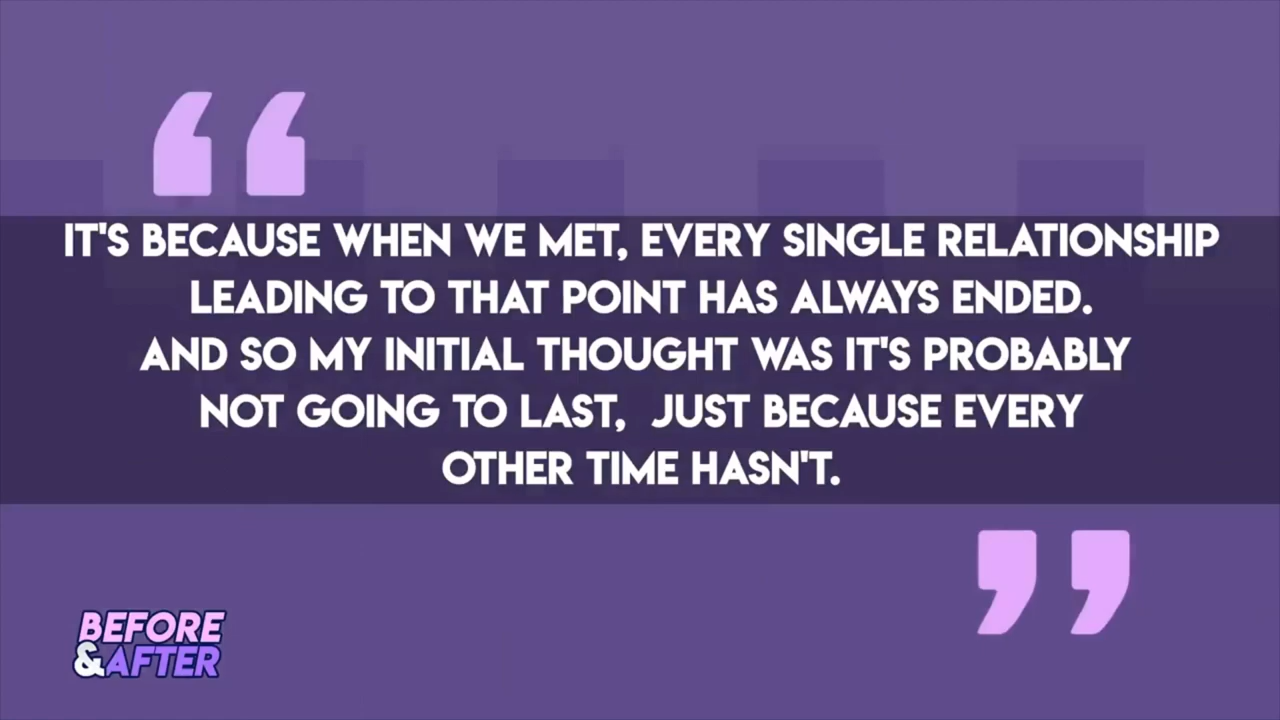 IT'S BECAUSE WHEN WE MET, EVERY SINGLE RELATIONSHIP
LEADING TO THAT POINT HAS ALWAYS ENDED.
AND SO MY INITIAL THOUGHT WAS IT'S PROBABLY
NOT GOING TO LAST,  JUST BECAUSE EVERY
OTHER TIME HASN'T.
BEFORE
&AFTER